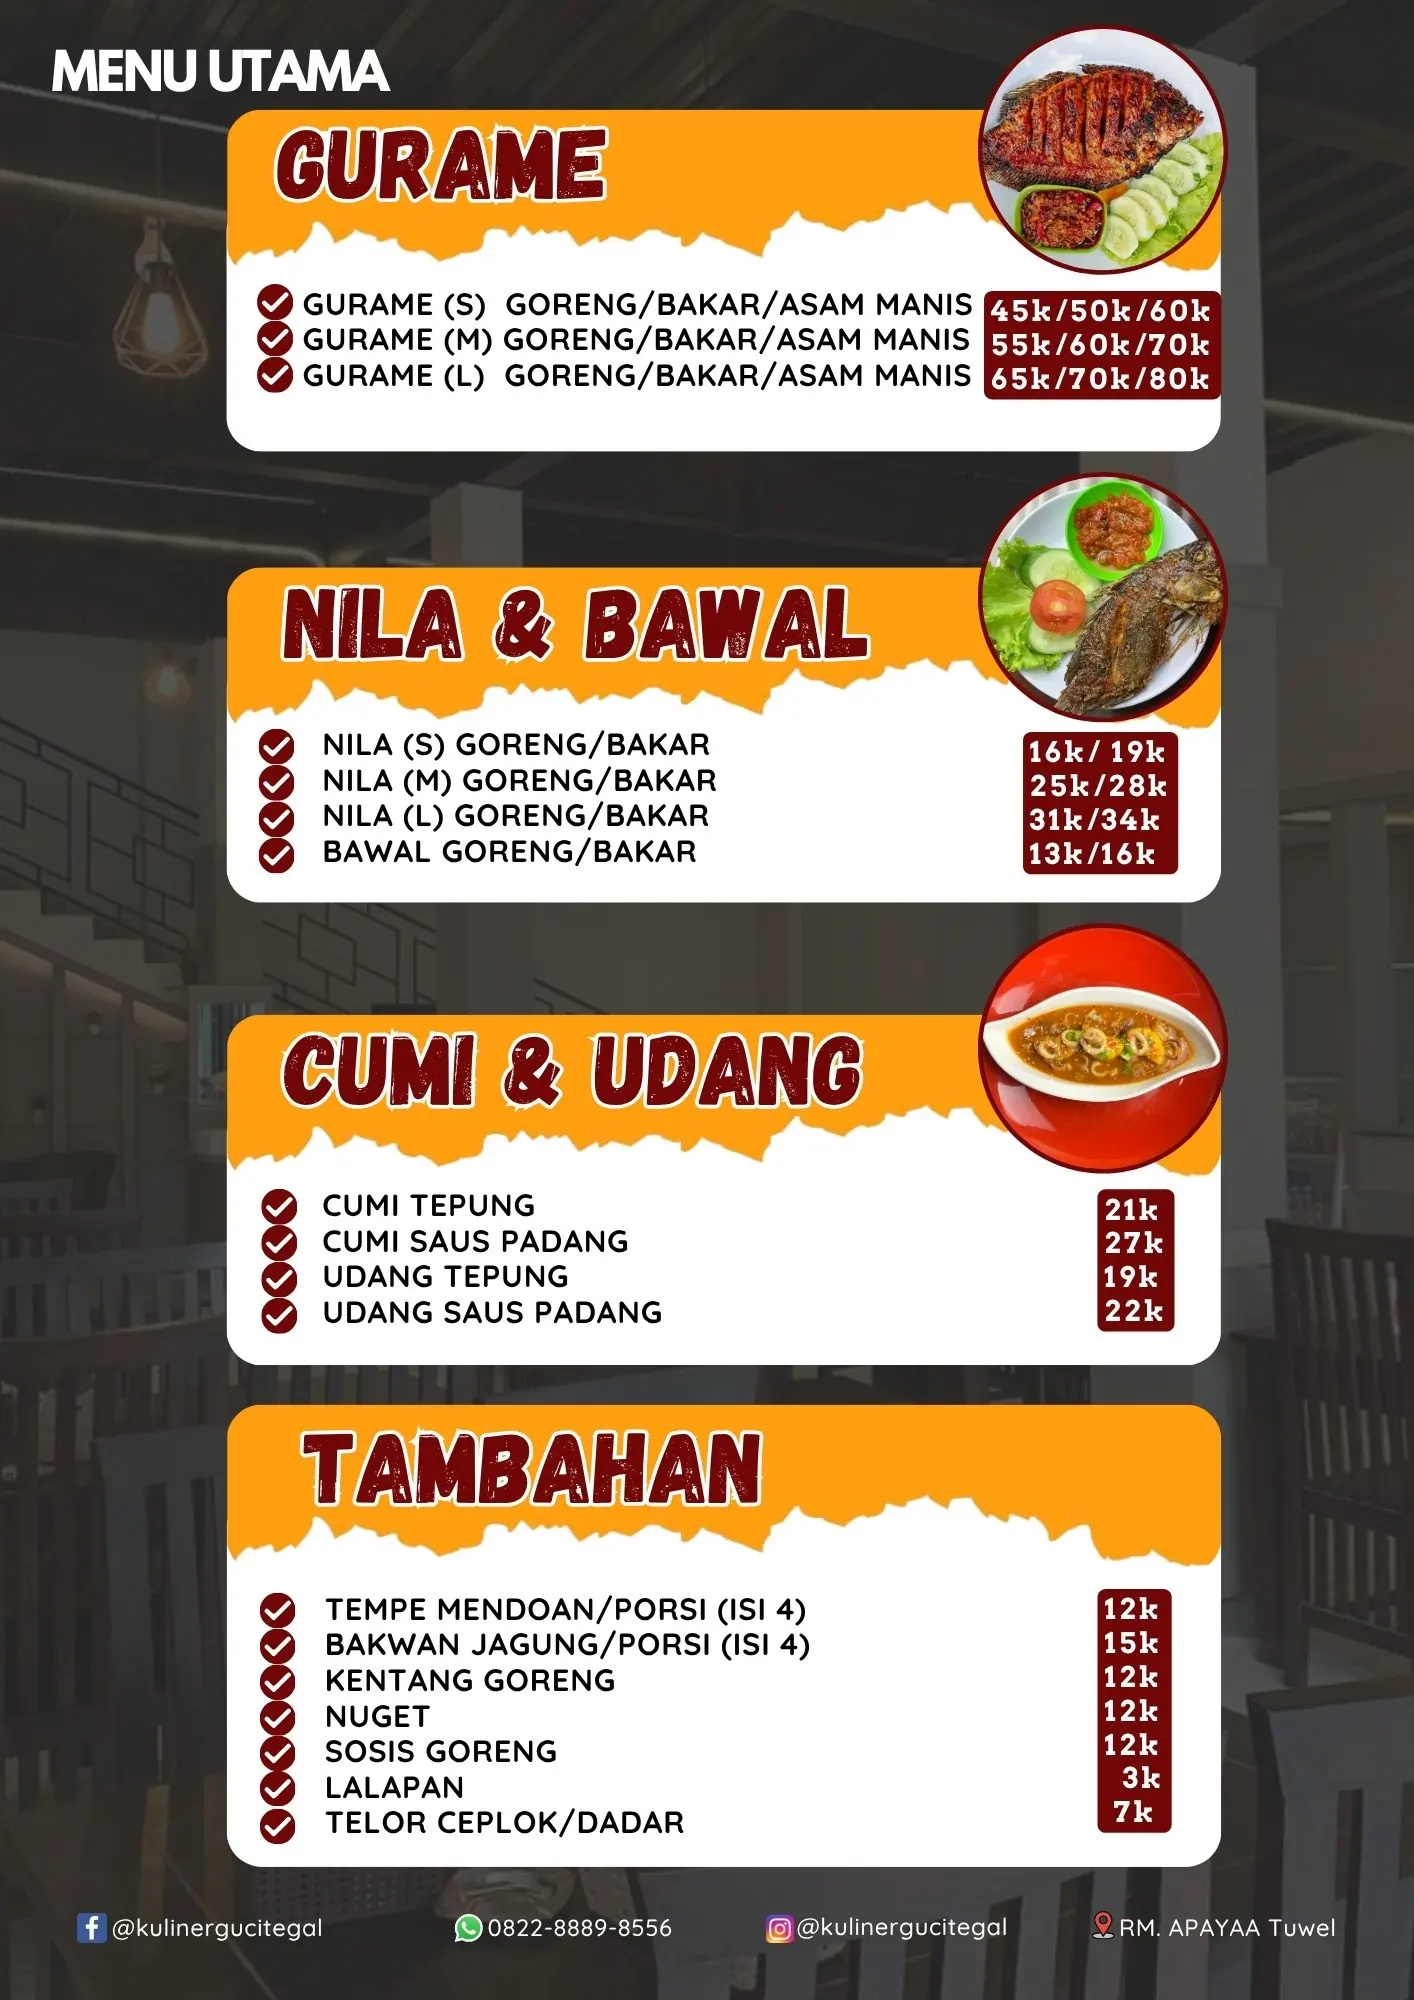 MENU UTAMA
GURAME
GURAME (S) GORENG/BAKAR/ASAM MANIS 45k/50k/60k
GURAME (M) GORENG/BAKAR/ASAM MANIS 55k/60k/70k
GURAME (L) GORENG/BAKAR/ASAM MANIS 65k/70k/80k
NILA & BAWAL
NILA (S) GORENG/BAKAR 16k/ 19k
NILA (M) GORENG/BAKAR 25k/28k
NILA (L) GORENG/BAKAR 31k/34k
BAWAL GORENG/BAKAR 13k/16k
CUMI & UDANG
CUMI TEPUNG 21k
CUMI SAUS PADANG 27k
UDANG TEPUNG 19k
UDANG SAUS PADANG 22k
TAMBAHAN
TEMPE MENDOAN/PORSI (ISI 4) 12k
BAKWAN JAGUNG/PORSI (ISI 4) 15k
KENTANG GORENG 12k
NUGET 12k
SOSIS GORENG 12k
LALAPAN 3k
TELOR CEPLOK/DADAR 7k
@kulinergucitegal 0822-8889-8556 @kulinergucitegal RM. APAYAA Tuwel